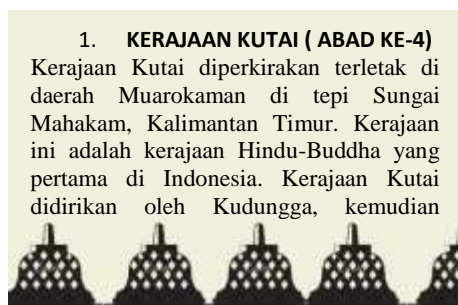 1. KERAJAAN KUTAI ( ABAD KE-4)
Kerajaan Kutai diperkirakan terletak di
daerah Muarokaman di tepi Sungai
Mahakam, Kalimantan Timur. Kerajaan
ini adalah kerajaan Hindu-Buddha yang
pertama di Indonesia. Kerajaan Kutai
didirikan oleh Kudungga, kemudian